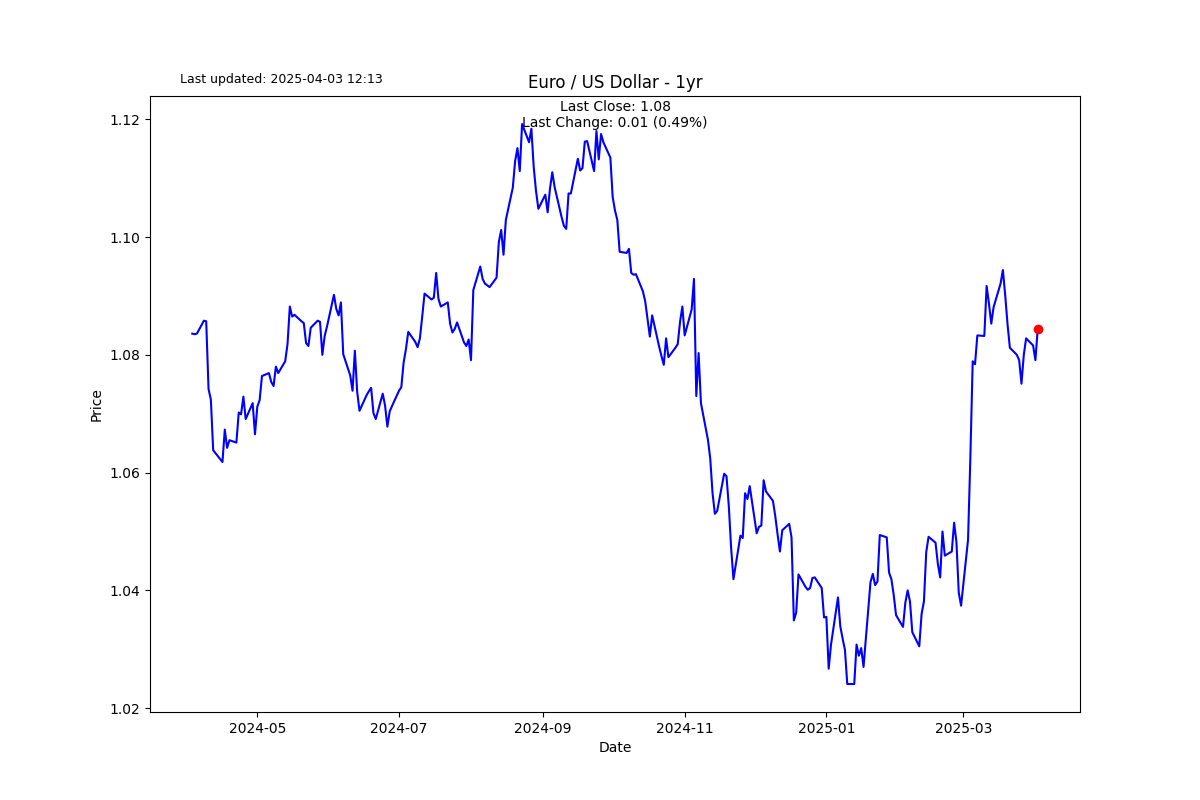 Last updated: 2025-04-03 12:13
Euro / US Dollar - 1yr
Last Close: 1.08
Last Change: 0.01 (0.49%)
Price
1.12
1.10
1.08
1.06
1.04
1.02
2024-05 2024-07 2024-09 2024-11 2025-01 2025-03
Date